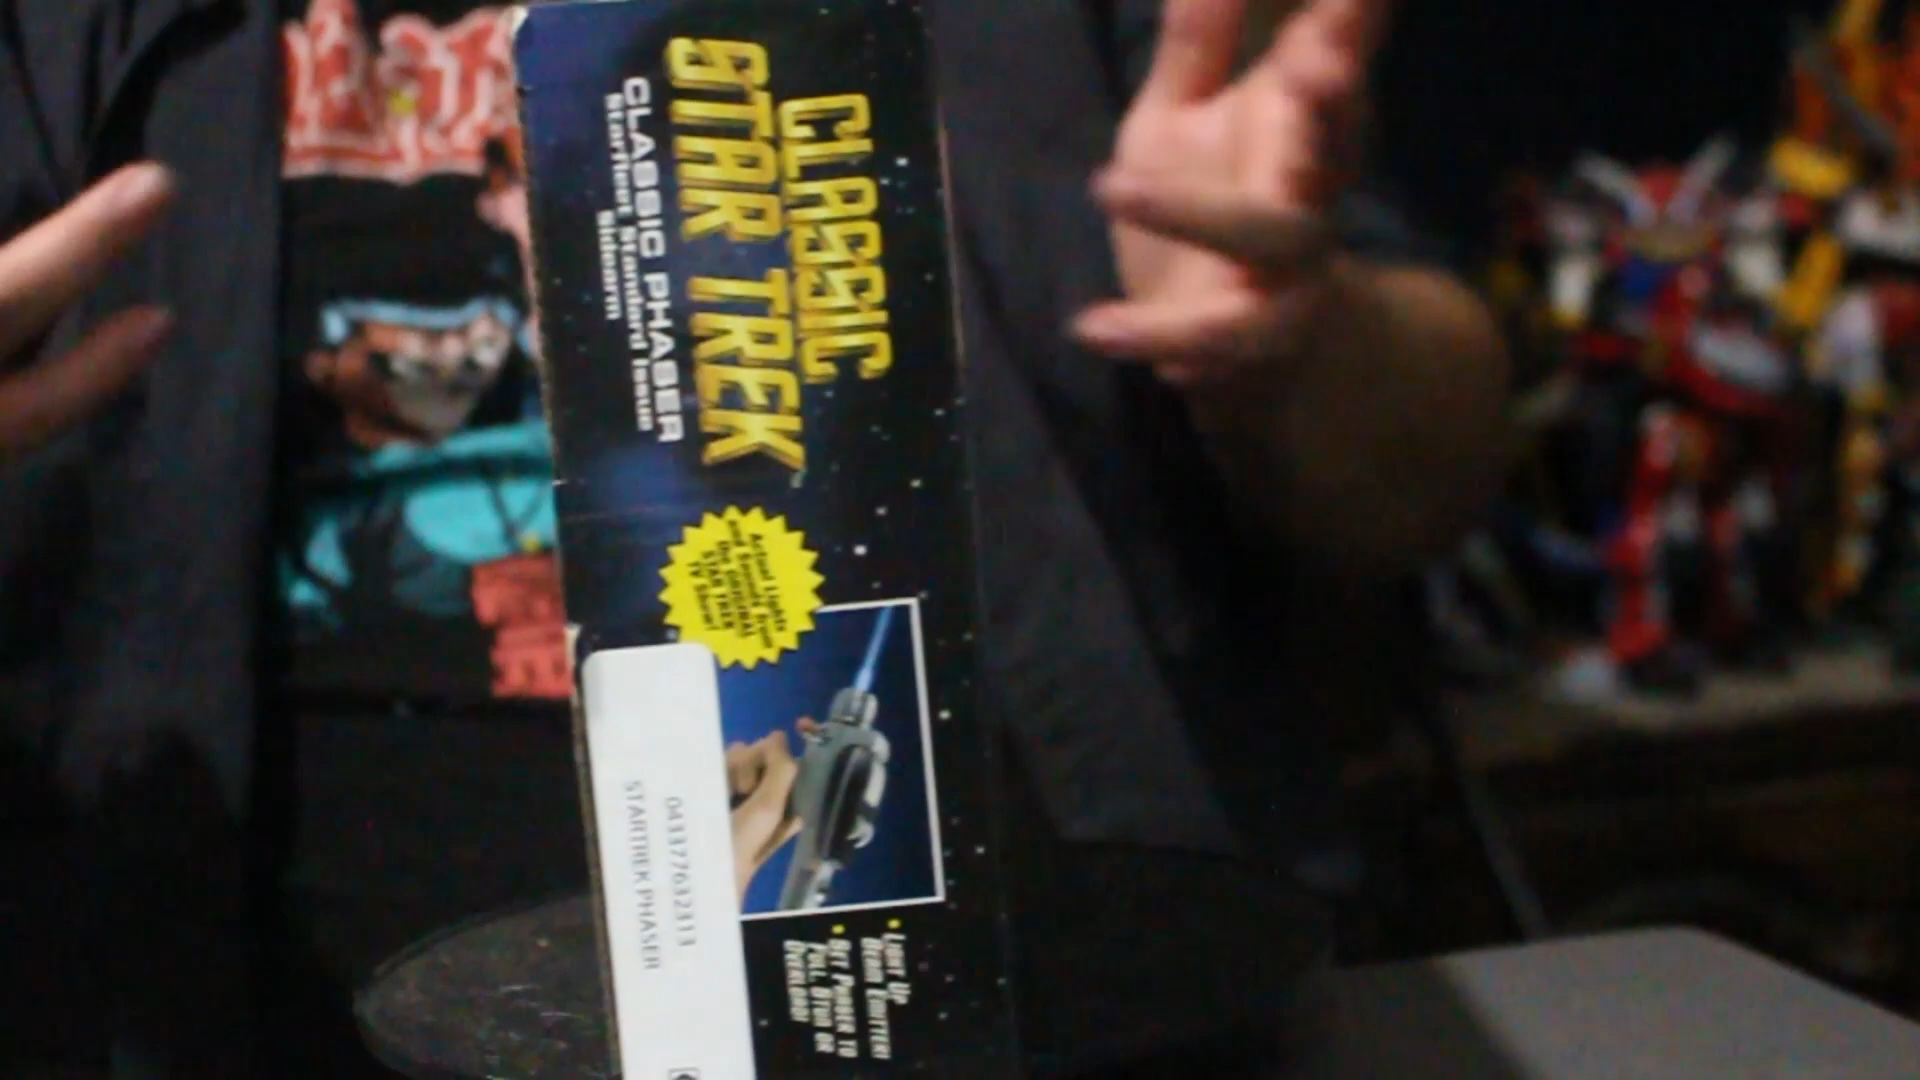 CLASSIC
STAR TREK
TM
CLASSIC PHASER
Starfleet Standard Issue
Sidearm
Actual Lights
and Sounds from
the ORIGINAL
STAR TREK
TV Show!
• LIGHT UP
BEAM EMITTER!
• SET PHASER TO
FULL STUN OR
OVERLOAD!
STARTREK PHASER